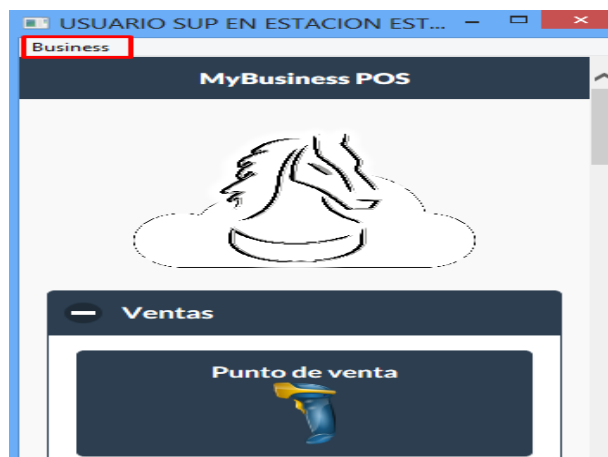 USUARIO SUP EN ESTACION EST...
Business
MyBusiness POS
Ventas
Punto de venta